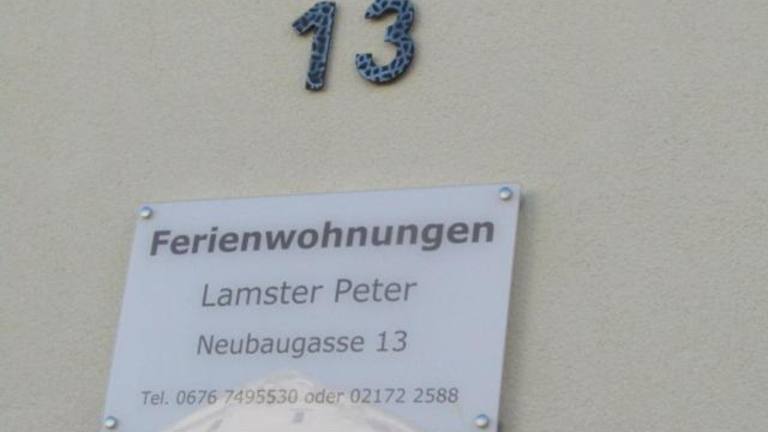 13
Ferienwohnungen
Lamster Peter
Neubaugasse 13
Tel. 0676 7495530 oder 02172 2588